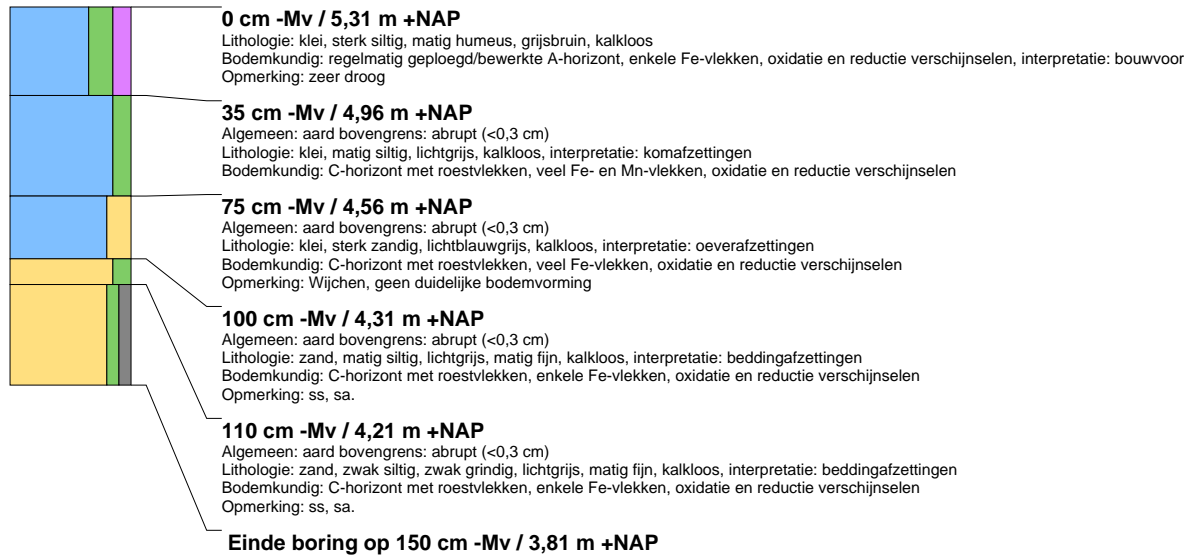 0 cm -Mv / 5,31 m +NAP
Lithologie: klei, sterk siltig, matig humeus, grijsbruin, kalkloos
Bodemkundig: regelmatig geploegd/bewerkte A-horizont, enkele Fe-vlekken, oxidatie en reductie verschijnselen, interpretatie: bouwvoor
Opmerking: zeer droog
35 cm -Mv / 4,96 m +NAP
Algemeen: aard bovengrens: abrupt (<0,3 cm)
Lithologie: klei, matig siltig, lichtgrijs, kalkloos, interpretatie: komafzettingen
Bodemkundig: C-horizont met roestvlekken, veel Fe- en Mn-vlekken, oxidatie en reductie verschijnselen
75 cm -Mv / 4,56 m +NAP
Algemeen: aard bovengrens: abrupt (<0,3 cm)
Lithologie: klei, sterk zandig, lichtblauwgrijs, kalkloos, interpretatie: oeverafzettingen
Bodemkundig: C-horizont met roestvlekken, veel Fe-vlekken, oxidatie en reductie verschijnselen
Opmerking: Wijchen, geen duidelijke bodemvorming
100 cm -Mv / 4,31 m +NAP
Algemeen: aard bovengrens: abrupt (<0,3 cm)
Lithologie: zand, matig siltig, lichtgrijs, matig fijn, kalkloos, interpretatie: beddingafzettingen
Bodemkundig: C-horizont met roestvlekken, enkele Fe-vlekken, oxidatie en reductie verschijnselen
Opmerking: ss, sa.
110 cm -Mv / 4,21 m +NAP
Algemeen: aard bovengrens: abrupt (<0,3 cm)
Lithologie: zand, zwak siltig, zwak grindig, lichtgrijs, matig fijn, kalkloos, interpretatie: beddingafzettingen
Bodemkundig: C-horizont met roestvlekken, enkele Fe-vlekken, oxidatie en reductie verschijnselen
Opmerking: ss, sa.
Einde boring op 150 cm -Mv / 3,81 m +NAP